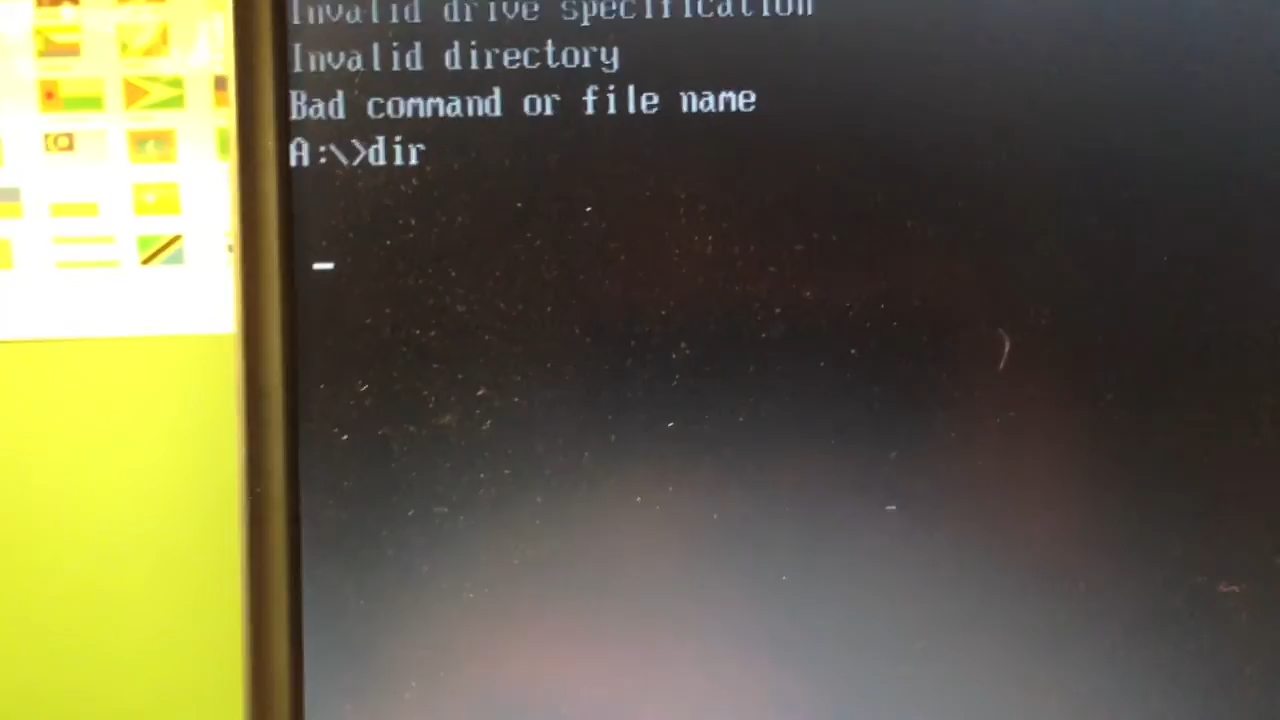 Invalid drive specification
Invalid directory
Bad command or file name
A:\>dir